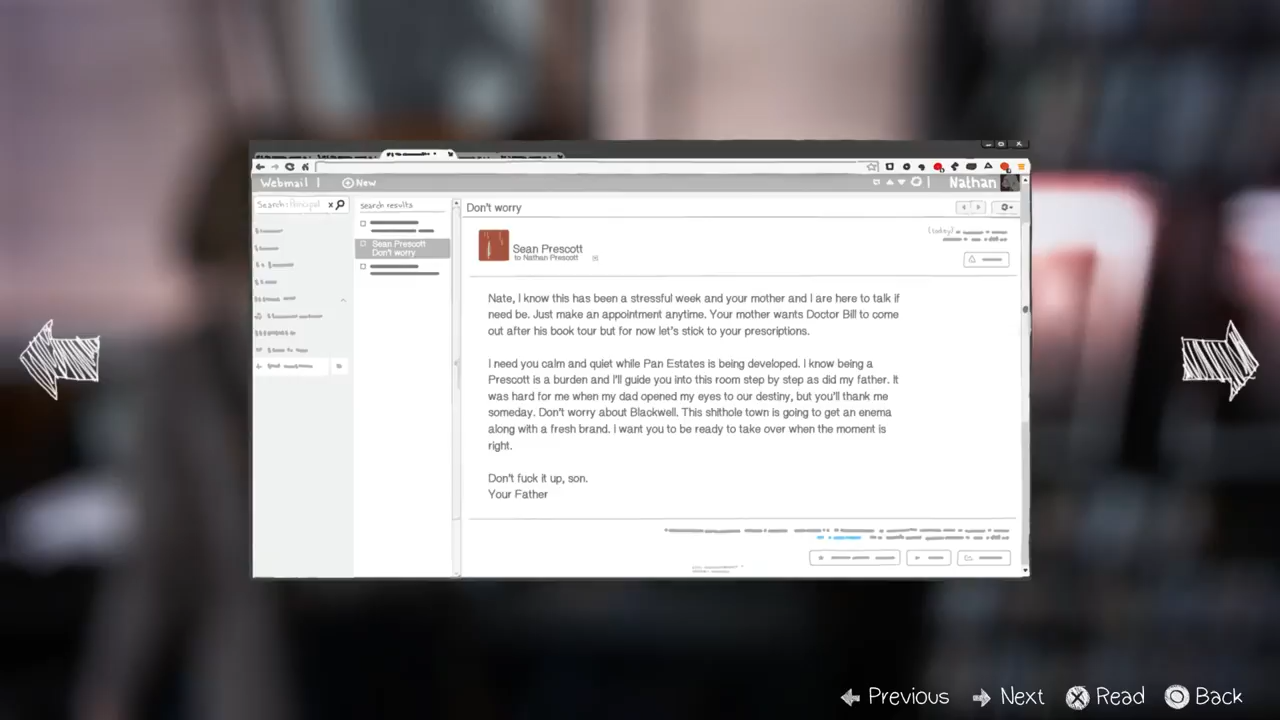 Webmail | New
Nathan
Search: Principal x
Search results
Don't worry
Sean Prescott
Don't worry
(today)
Sean Prescott
to Nathan Prescott
Nate, I know this has been a stressful week and your mother and I are here to talk if
need be. Just make an appointment anytime. Your mother wants Doctor Bill to come
out after his book tour but for now let's stick to your prescriptions.
I need you calm and quiet while Pan Estates is being developed. I know being a
Prescott is a burden and I'll guide you into this room step by step as did my father. It
was hard for me when my dad opened my eyes to our destiny, but you'll thank me
someday. Don't worry about Blackwell. This shithole town is going to get an enema
along with a fresh brand. I want you to be ready to take over when the moment is
right.
Don't fuck it up, son.
Your Father
Previous Next Read Back